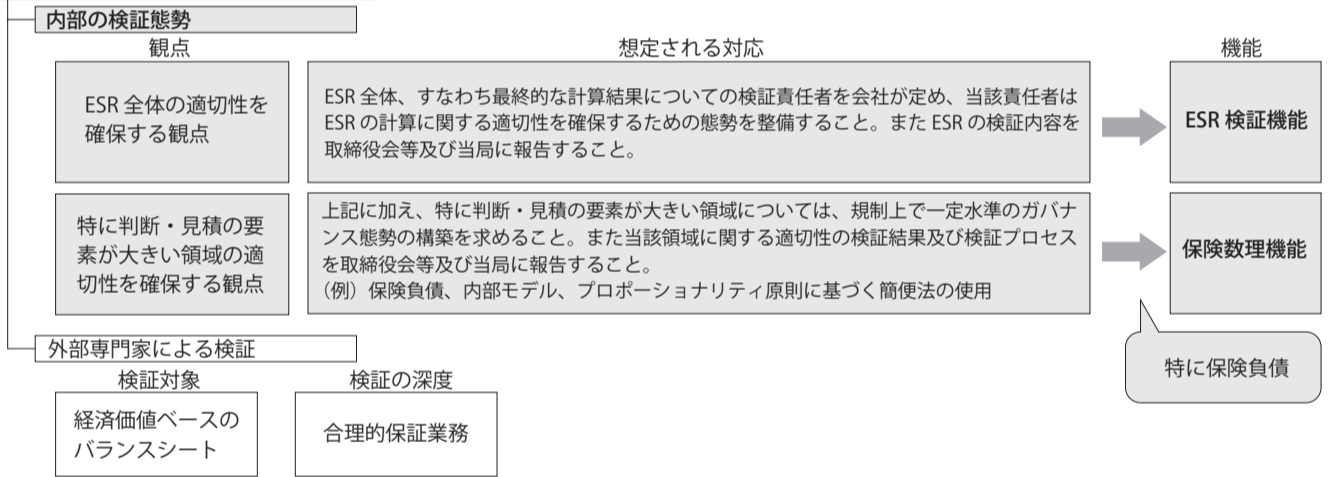 内部の検証態勢
観点
想定される対応
機能
ESR 全体の適切性を
確保する観点
ESR 全体、すなわち最終的な計算結果についての検証責任者を会社が定め、当該責任者は
ESR の計算に関する適切性を確保するための態勢を整備すること。また ESR の検証内容を
取締役会等及び当局に報告すること。
ESR 検証機能
特に判断・見積の要
素が大きい領域の適
切性を確保する観点
上記に加え、特に判断・見積の要素が大きい領域については、規制上で一定水準のガバナ
ンス態勢の構築を求めること。また当該領域に関する適切性の検証結果及び検証プロセス
を取締役会等及び当局に報告すること。
（例）保険負債、内部モデル、プロポーショナリティ原則に基づく簡便法の使用
保険数理機能
特に保険負債
外部専門家による検証
検証対象
検証の深度
経済価値ベースの
バランスシート
合理的保証業務